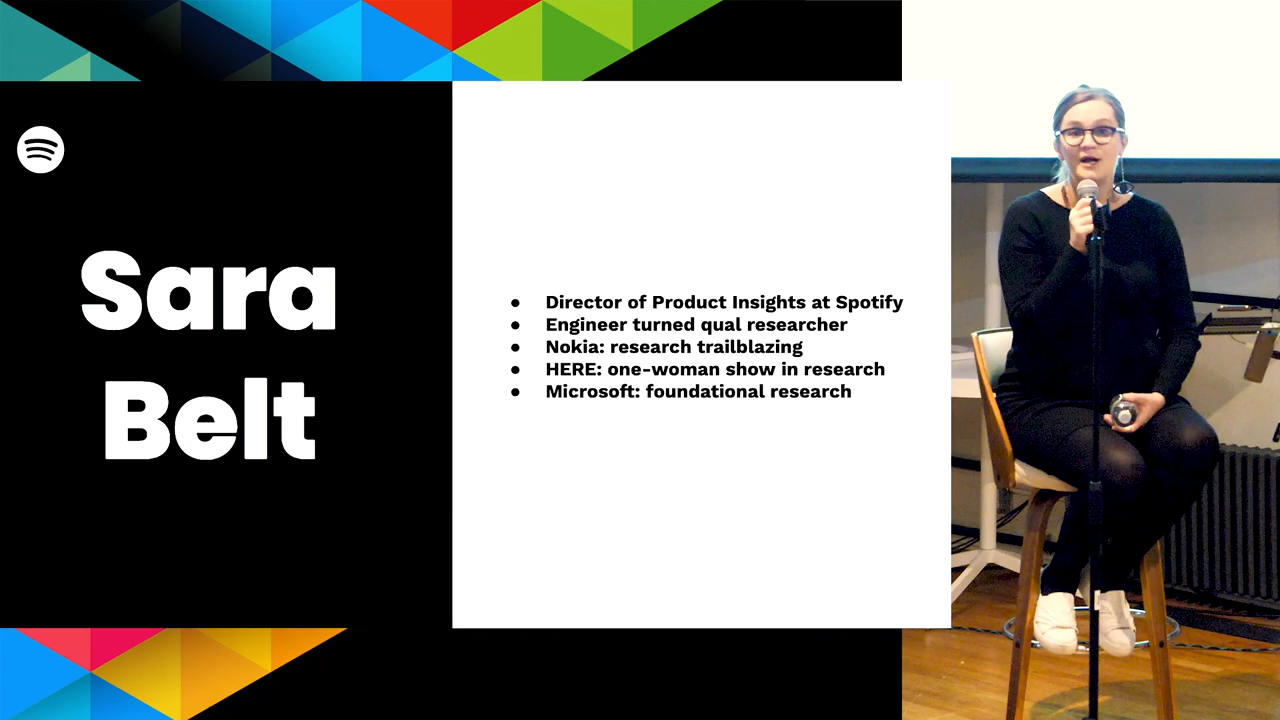 Sara
Belt
● Director of Product Insights at Spotify
● Engineer turned qual researcher
● Nokia: research trailblazing
● HERE: one-woman show in research
● Microsoft: foundational research